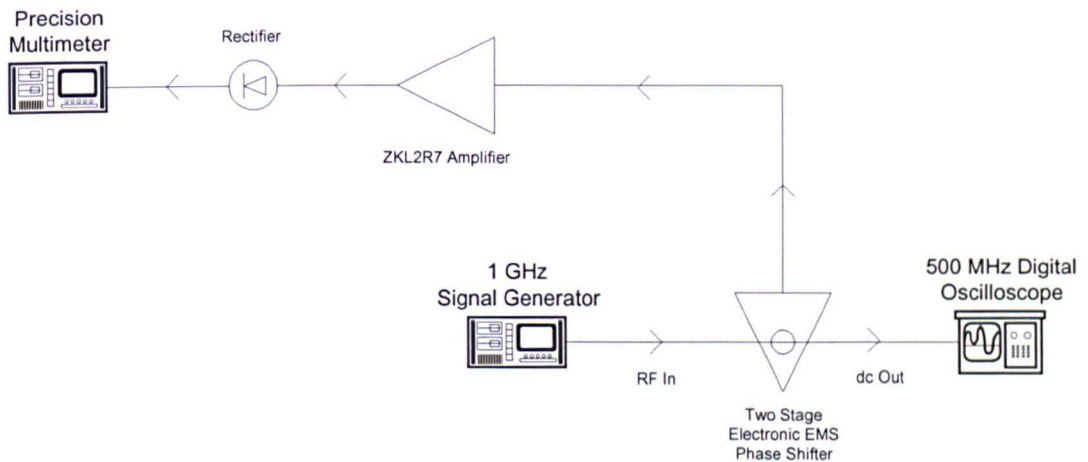 Precision
Multimeter
Rectifier
ZKL2R7 Amplifier
1 GHz
Signal Generator
500 MHz Digital
Oscilloscope
RF In
dc Out
Two Stage
Electronic EMS
Phase Shifter